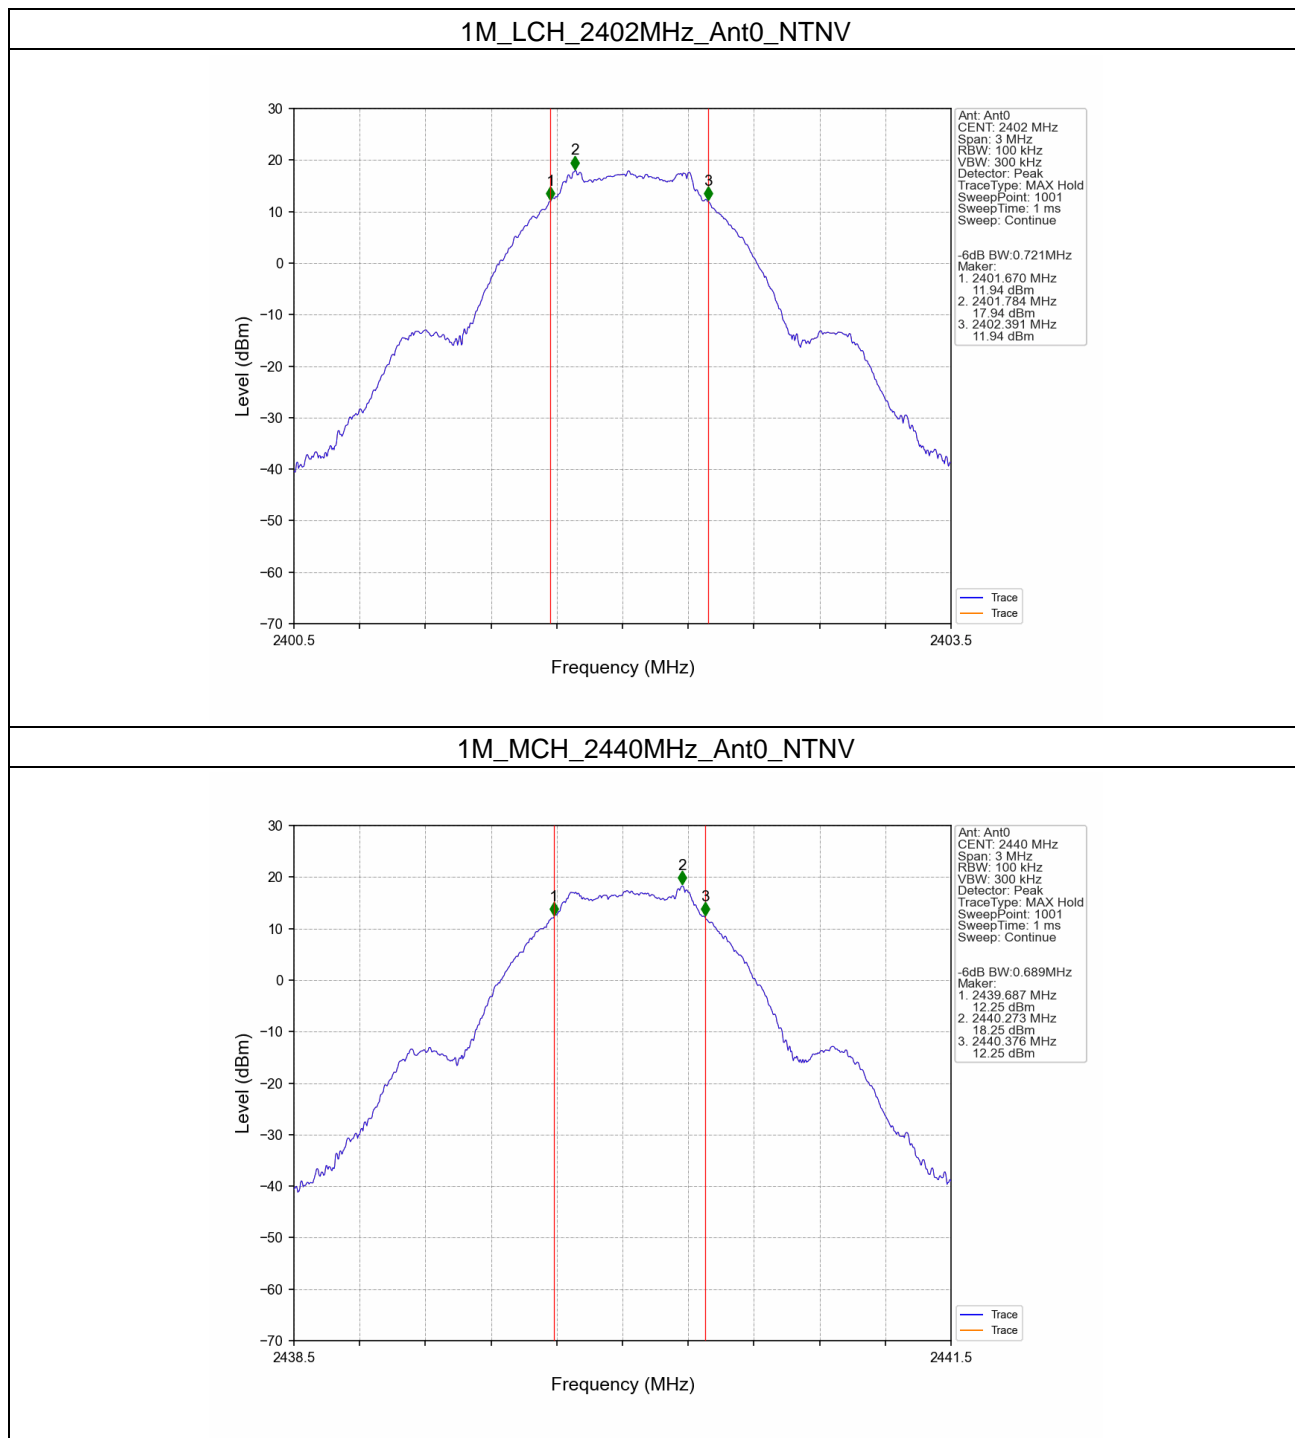 1M_LCH_2402MHz_Ant0_NTNV
30
20
10
0
−10
−20
−30
−40
−50
−60
−70
Level (dBm)
1
2
3
2400.5
2403.5
Frequency (MHz)
Ant: Ant0
CENT: 2402 MHz
Span: 3 MHz
RBW: 100 kHz
VBW: 300 kHz
Detector: Peak
TraceType: MAX Hold
SweepPoint: 1001
SweepTime: 1 ms
Sweep: Continue
-6dB BW:0.721MHz
Maker:
1. 2401.670 MHz
11.94 dBm
2. 2401.784 MHz
17.94 dBm
3. 2402.391 MHz
11.94 dBm
Trace
Trace
1M_MCH_2440MHz_Ant0_NTNV
30
20
10
0
−10
−20
−30
−40
−50
−60
−70
Level (dBm)
1
2
3
2438.5
2441.5
Frequency (MHz)
Ant: Ant0
CENT: 2440 MHz
Span: 3 MHz
RBW: 100 kHz
VBW: 300 kHz
Detector: Peak
TraceType: MAX Hold
SweepPoint: 1001
SweepTime: 1 ms
Sweep: Continue
-6dB BW:0.689MHz
Maker:
1. 2439.687 MHz
12.25 dBm
2. 2440.273 MHz
18.25 dBm
3. 2440.376 MHz
12.25 dBm
Trace
Trace